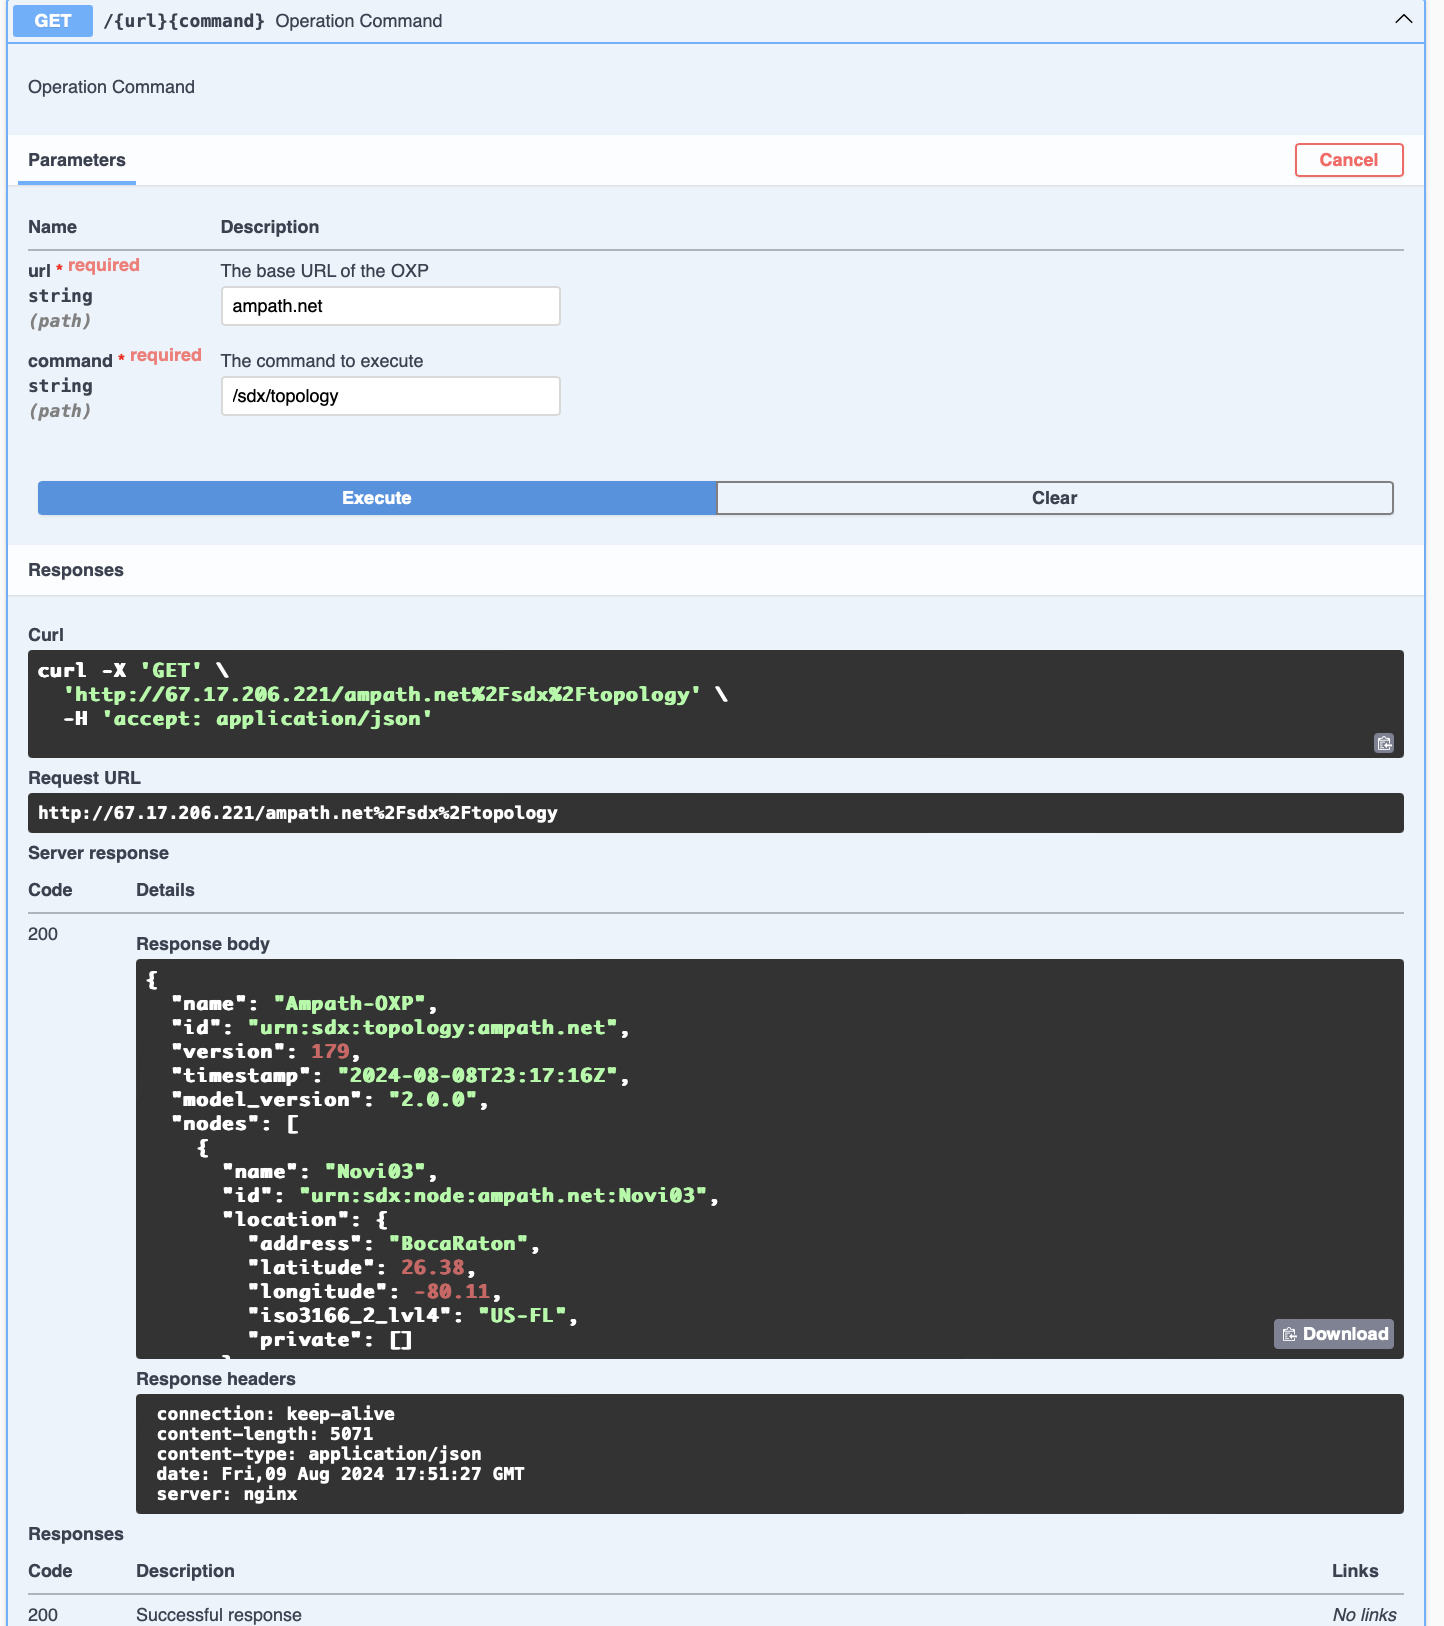 GET /{url}{command} Operation Command
Operation Command
Parameters Cancel
Name Description
url * required The base URL of the OXP
string ampath.net
(path)
command * required The command to execute
string /sdx/topology
(path)
Execute Clear
Responses
Curl
curl -X 'GET' \
  'http://67.17.206.221/ampath.net%2Fsdx%2Ftopology' \
  -H 'accept: application/json'
Request URL
http://67.17.206.221/ampath.net%2Fsdx%2Ftopology
Server response
Code Details
200
Response body
{
  "name": "Ampath-OXP",
  "id": "urn:sdx:topology:ampath.net",
  "version": 179,
  "timestamp": "2024-08-08T23:17:16Z",
  "model_version": "2.0.0",
  "nodes": [
    {
      "name": "Novi03",
      "id": "urn:sdx:node:ampath.net:Novi03",
      "location": {
        "address": "BocaRaton",
        "latitude": 26.38,
        "longitude": -80.11,
        "iso3166_2_lvl4": "US-FL",
        "private": []
Download
Response headers
connection: keep-alive
content-length: 5071
content-type: application/json
date: Fri,09 Aug 2024 17:51:27 GMT
server: nginx
Responses
Code Description Links
200 Successful response No links